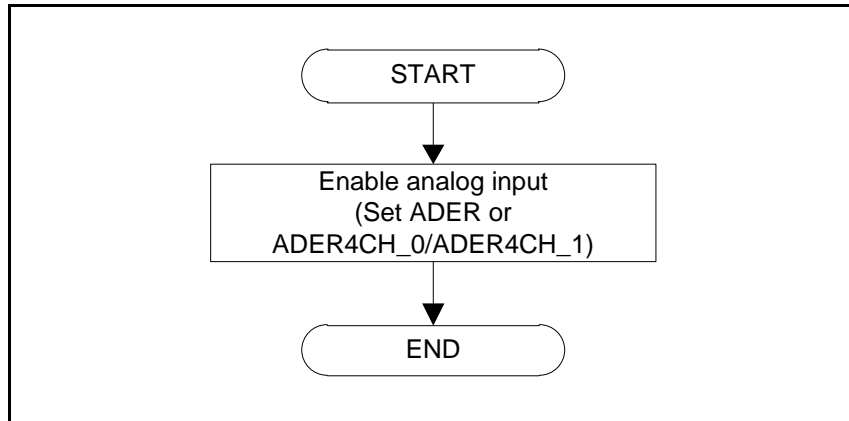 START
Enable analog input
(Set ADER or
ADER4CH_0/ADER4CH_1)
END